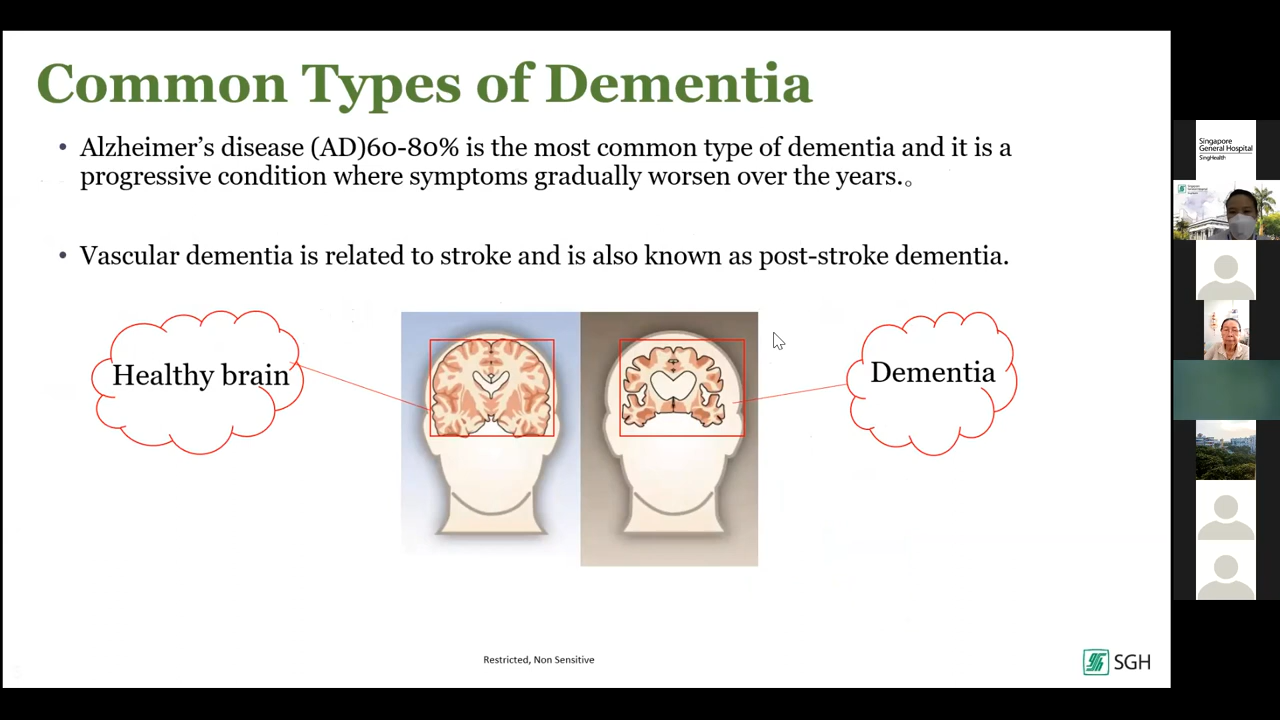 Common Types of Dementia
• Alzheimer’s disease (AD)60-80% is the most common type of dementia and it is a
progressive condition where symptoms gradually worsen over the years.。
• Vascular dementia is related to stroke and is also known as post-stroke dementia.
Healthy brain
Dementia
Restricted, Non Sensitive
SGH
Singapore
General Hospital
SingHealth